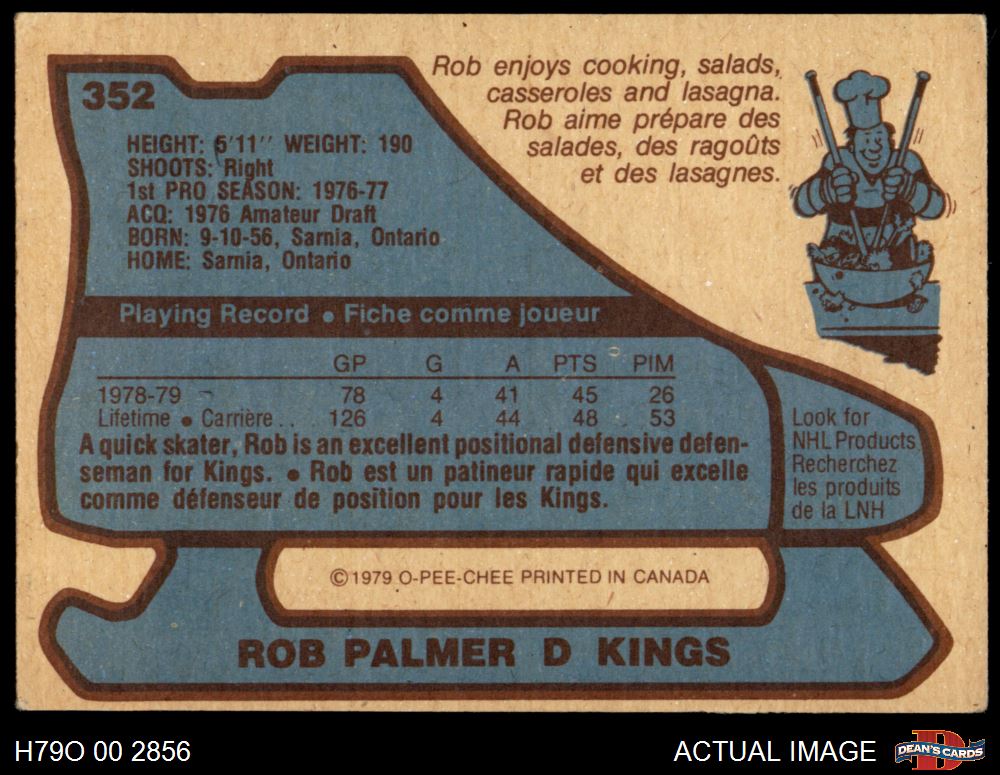 352
Rob enjoys cooking, salads,
casseroles and lasagna.
Rob aime prépare des
salades, des ragoûts
et des lasagnes.
HEIGHT: 5'11'' WEIGHT: 190
SHOOTS: Right
1st PRO SEASON: 1976-77
ACQ: 1976 Amateur Draft
BORN: 9-10-56, Sarnia, Ontario
HOME: Sarnia, Ontario
Playing Record • Fiche comme joueur
GP G A PTS PIM
1978-79 78 4 41 45 26
Lifetime • Carrière .. 126 4 44 48 53
A quick skater, Rob is an excellent positional defensive defen-
seman for Kings. • Rob est un patineur rapide qui excelle
comme défenseur de position pour les Kings.
Look for
NHL Products
Recherchez
les produits
de la LNH
©1979 O-PEE-CHEE PRINTED IN CANADA
ROB PALMER D KINGS
H79O 00 2856
ACTUAL IMAGE
D
DEAN'S CARDS